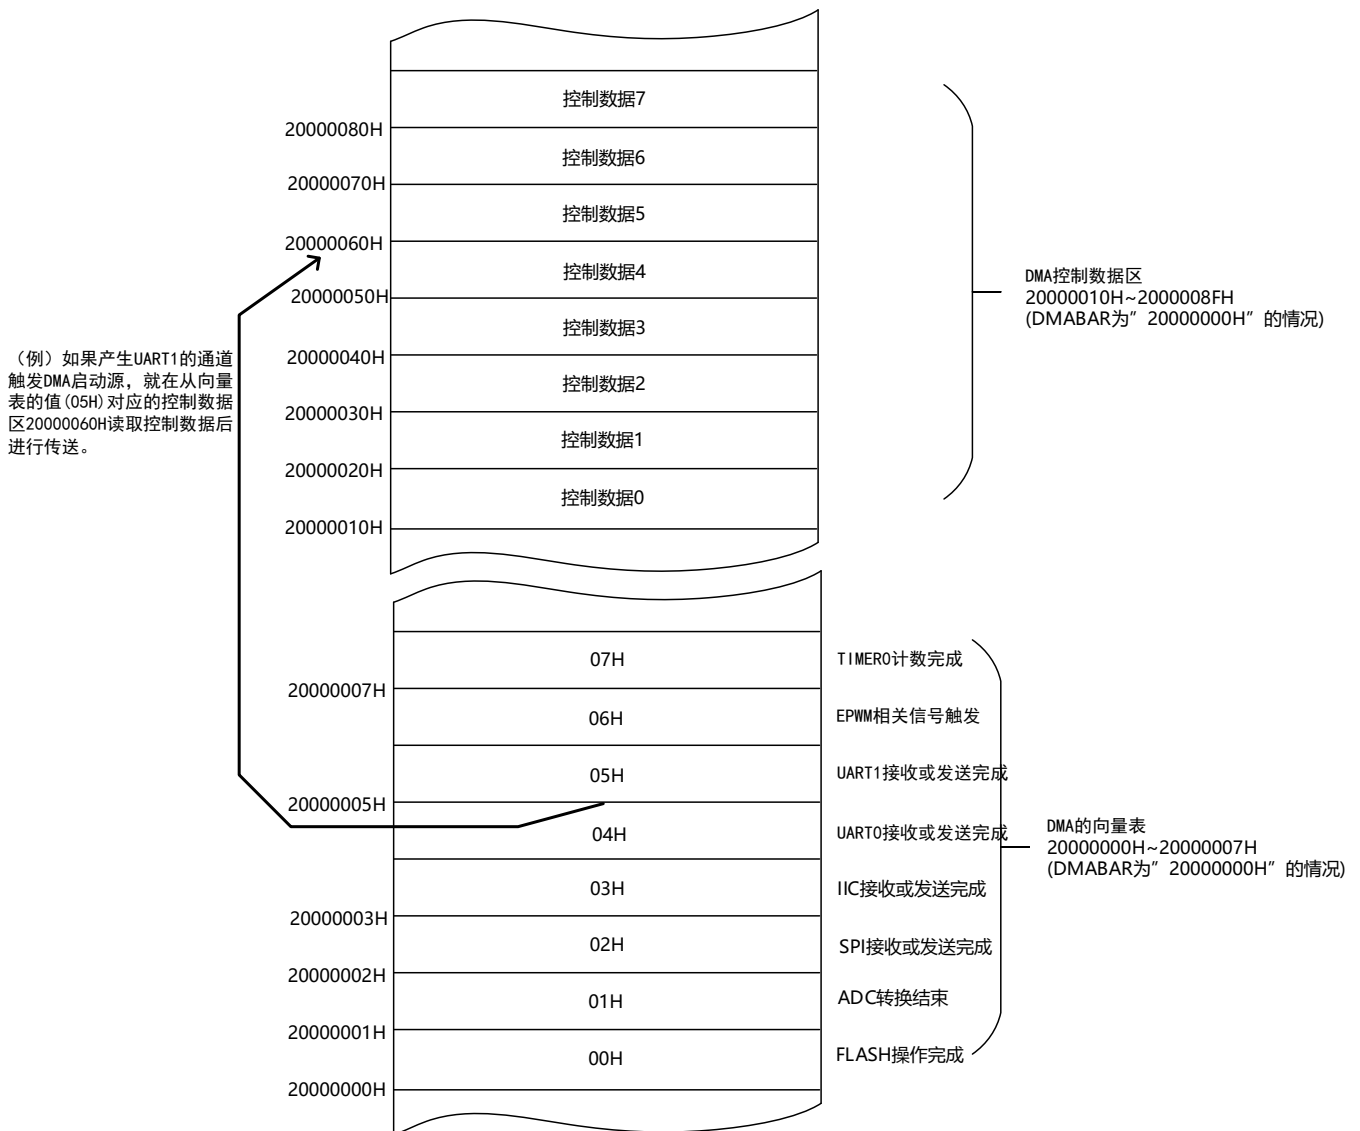 控制数据7
20000080H
控制数据6
20000070H
控制数据5
20000060H
控制数据4
20000050H
控制数据3
20000040H
控制数据2
20000030H
控制数据1
20000020H
控制数据0
20000010H
DMA控制数据区
20000010H~2000008FH
(DMABAR为”20000000H”的情况)
（例）如果产生UART1的通道
触发DMA启动源，就在从向量
表的值(05H)对应的控制数据
区20000060H读取控制数据后
进行传送。
07H
TIMER0计数完成
20000007H
06H
EPWM相关信号触发
05H
UART1接收或发送完成
20000005H
04H
UART0接收或发送完成
03H
IIC接收或发送完成
20000003H
02H
SPI接收或发送完成
20000002H
01H
ADC转换结束
20000001H
00H
FLASH操作完成
20000000H
DMA的向量表
20000000H~20000007H
(DMABAR为”20000000H”的情况)